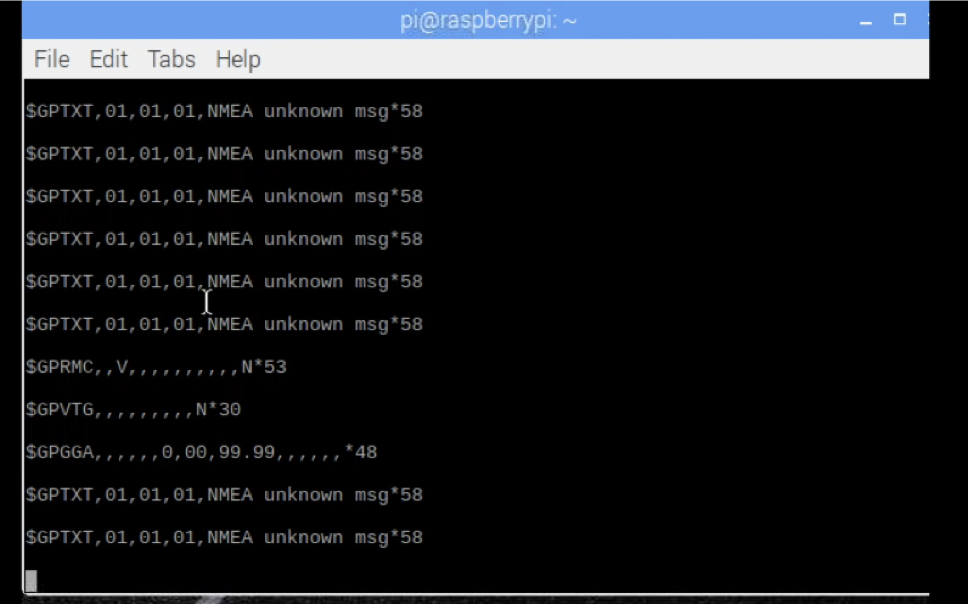 pi@raspberrypi: ~
File Edit Tabs Help
$GPTXT,01,01,01,NMEA unknown msg*58
$GPTXT,01,01,01,NMEA unknown msg*58
$GPTXT,01,01,01,NMEA unknown msg*58
$GPTXT,01,01,01,NMEA unknown msg*58
$GPTXT,01,01,01,NMEA unknown msg*58
$GPTXT,01,01,01,NMEA unknown msg*58
$GPRMC,,V,,,,,,,,,,N*53
$GPVTG,,,,,,,,,N*30
$GPGGA,,,,,,0,00,99.99,,,,,,*48
$GPTXT,01,01,01,NMEA unknown msg*58
$GPTXT,01,01,01,NMEA unknown msg*58